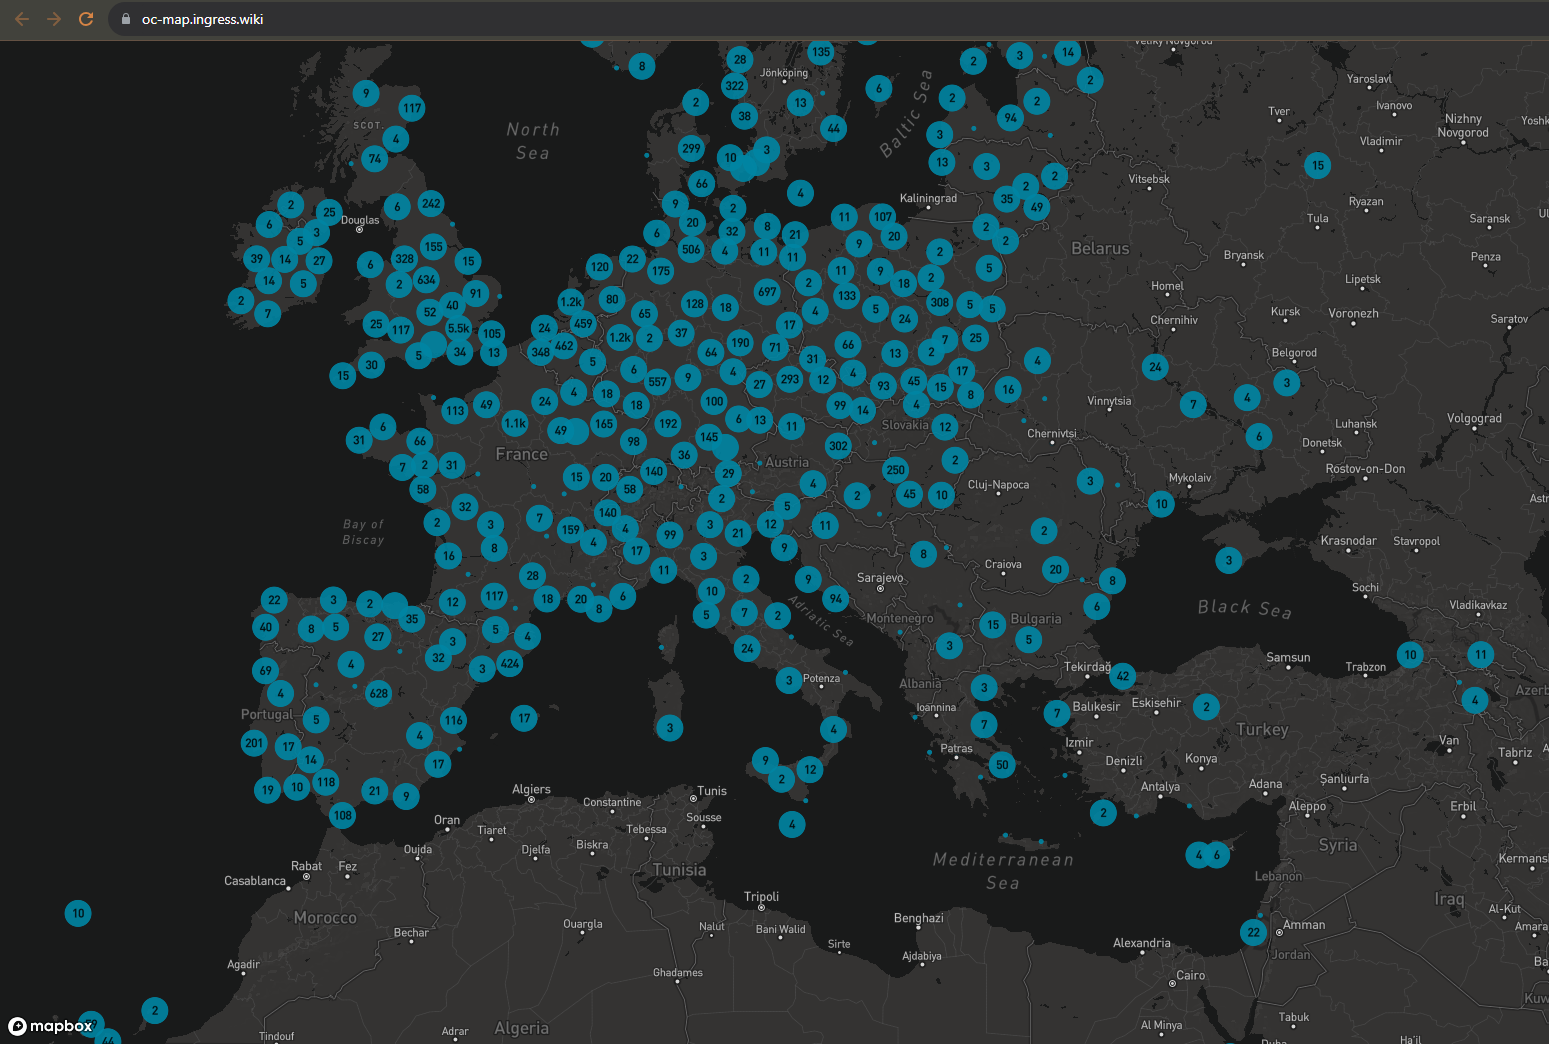 oc-map.ingress.wiki
135
28
8
Jönköping
322
2
13
38
6
44
2
3
14
2
Veliky Novgorod
Yaroslavl
Ivanovo
Tver
Nizhny
Novgorod
Yoshk
Vladimir
9
117
SCOT.
4
74
North
Sea
Baltic Sea
299
10
3
66
4
2
94
2
3
13
3
2
2
35
49
Vitsebsk
15
Ryazan
Tula
Saransk
Ul
2
25
6
3
5
Douglas
6
242
39
14
27
14
5
2
7
155
6
328
15
2
634
91
52
40
25
117
5.5k
105
5
34
13
30
15
9
20
2
6
32
8
21
506
4
11
11
120
22
175
Kaliningrad
11
107
20
9
2
2
2
5
Belarus
Bryansk
Penza
Lipetsk
Homel
Kursk
Voronezh
Saratov
Chernihiv
Belgorod
1.2k
80
697
2
11
9
18
2
133
308
5
5
128
18
65
4
5
24
24
459
462
348
1.2k
2
37
17
190
64
71
66
13
7
2
25
31
5
6
4
293
12
4
93
45
15
17
8
16
4
557
9
27
24
4
18
18
100
99
14
4
Slovakia
12
113
49
1.1k
49
165
192
6
13
11
98
145
302
France
36
Austria
6
31
66
7
2
31
58
15
20
58
140
29
2
4
250
45
10
2
2
Cluj-Napoca
Chernivtsi
Vinnytsia
24
7
4
3
6
Luhansk
Donetsk
Volgograd
Rostov-on-Don
Mykolaiv
Astr
3
10
Bay of
Biscay
32
2
3
16
8
7
159
140
4
4
17
99
3
21
12
5
11
9
3
11
8
Sarajevo
2
Craiova
20
8
6
3
Krasnodar
Stavropol
Sochi
Black Sea
Vladikavkaz
28
117
12
18
20
8
6
10
2
9
94
5
7
2
Adriatic Sea
Montenegro
15
Bulgaria
5
22
3
2
35
40
8
5
27
32
3
5
4
3
424
24
3
Albania
3
Tekirdağ
42
Samsun
Trabzon
10
11
4
Azerb
69
4
4
628
Portugal
5
3
Potenza
Ioannina
7
7
Balıkesir
Eskisehir
2
Turkey
201
17
14
116
4
17
17
3
4
Patras
50
Izmir
Denizli
Konya
Van
Tabriz
Adana
Şanlıurfa
Antalya
Aleppo
Erbil
19
10
118
21
9
108
9
2
12
4
2
4
6
Syria
Algiers
Constantine
Tunis
Sousse
Oran
Tiaret
Tebessa
Djelfa
Biskra
Oujda
Rabat
Fez
Casablanca
Tunisia
Mediterranean
Sea
Lebanon
Kermans
Iraq
Al-Kūt
Amara
10
Morocco
Tripoli
Benghazi
Ouargla
Nalut
Bani Walid
Bechar
Sirte
Ajdabiya
Alexandria
22
Amman
Jordan
Agadir
Ghadames
Cairo
Ba
Kuw
2
mapbox
44
Tindouf
Adrar
Algeria
Al Minya
Tabuk
Ha'il